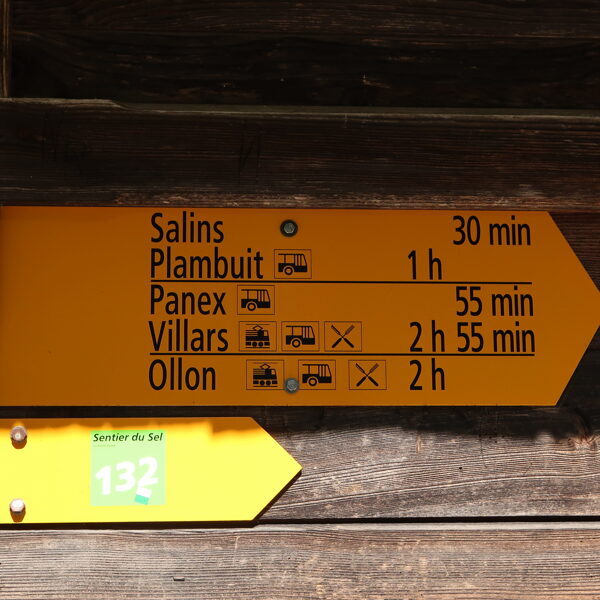 Salins 30 min
Plambuit 1 h
Panex 55 min
Villars 2 h 55 min
Ollon 2 h
Sentier du Sel
132